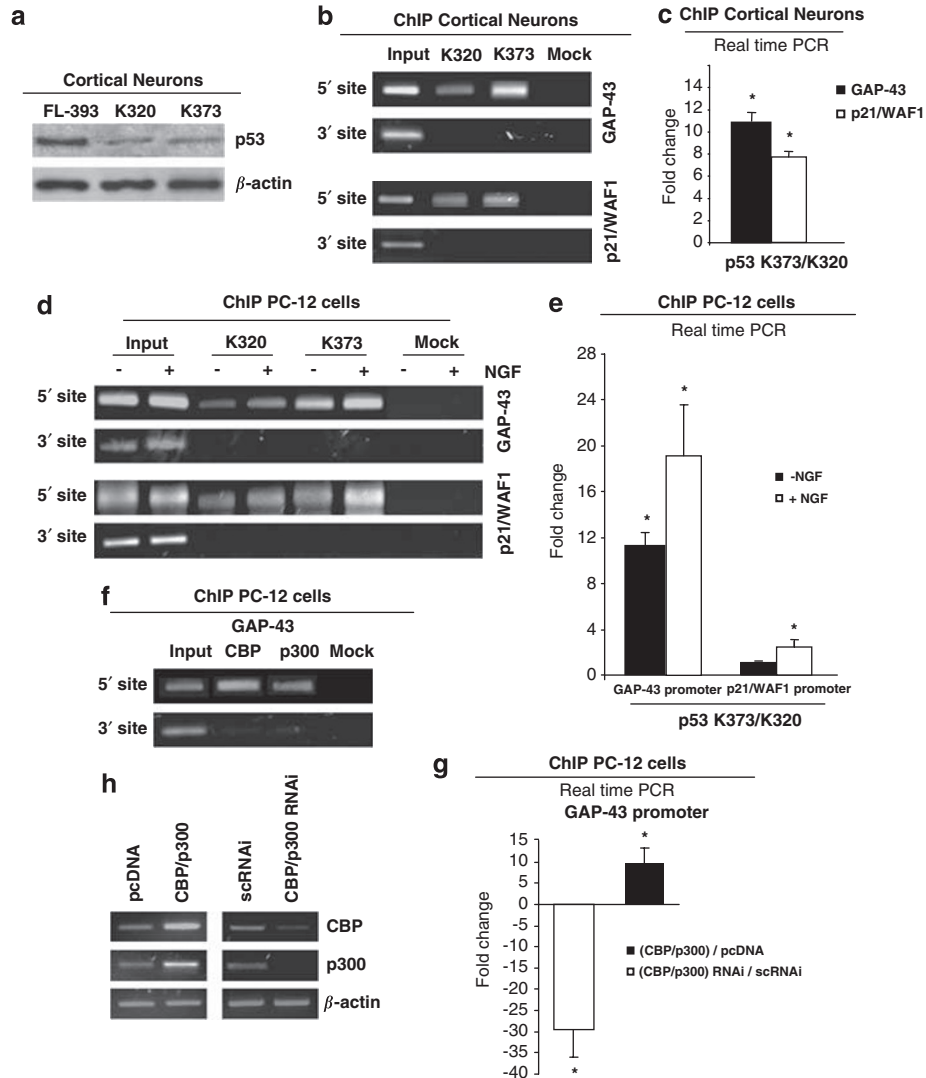 a
Cortical Neurons
FL-393 K320 K373
p53
β-actin
b
ChIP Cortical Neurons
Input K320 K373 Mock
5′ site
3′ site
GAP-43
5′ site
3′ site
p21/WAF1
c
ChIP Cortical Neurons
Real time PCR
Fold change
14
12
10
8
6
4
2
0
*
*
GAP-43
p21/WAF1
p53 K373/K320
d
ChIP PC-12 cells
Input K320 K373 Mock
- + - + - + - + NGF
5′ site
3′ site
GAP-43
5′ site
3′ site
p21/WAF1
e
ChIP PC-12 cells
Real time PCR
Fold change
28
24
20
16
12
8
4
0
*
*
*
-NGF
+ NGF
GAP-43 promoter p21/WAF1 promoter
p53 K373/K320
f
ChIP PC-12 cells
GAP-43
Input CBP p300 Mock
5′ site
3′ site
h
pcDNA
CBP/p300
scRNAi
CBP/p300 RNAi
CBP
p300
β-actin
g
ChIP PC-12 cells
Real time PCR
GAP-43 promoter
Fold change
15
10
5
0
-5
-10
-15
-20
-25
-30
-35
-40
*
*
(CBP/p300) / pcDNA
(CBP/p300) RNAi / scRNAi